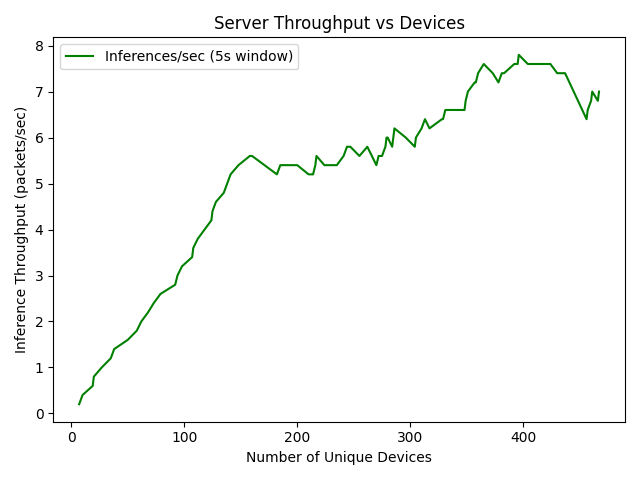 Server Throughput vs Devices
Inferences/sec (5s window)
Inference Throughput (packets/sec)
8
7
6
5
4
3
2
1
0
0 100 200 300 400
Number of Unique Devices